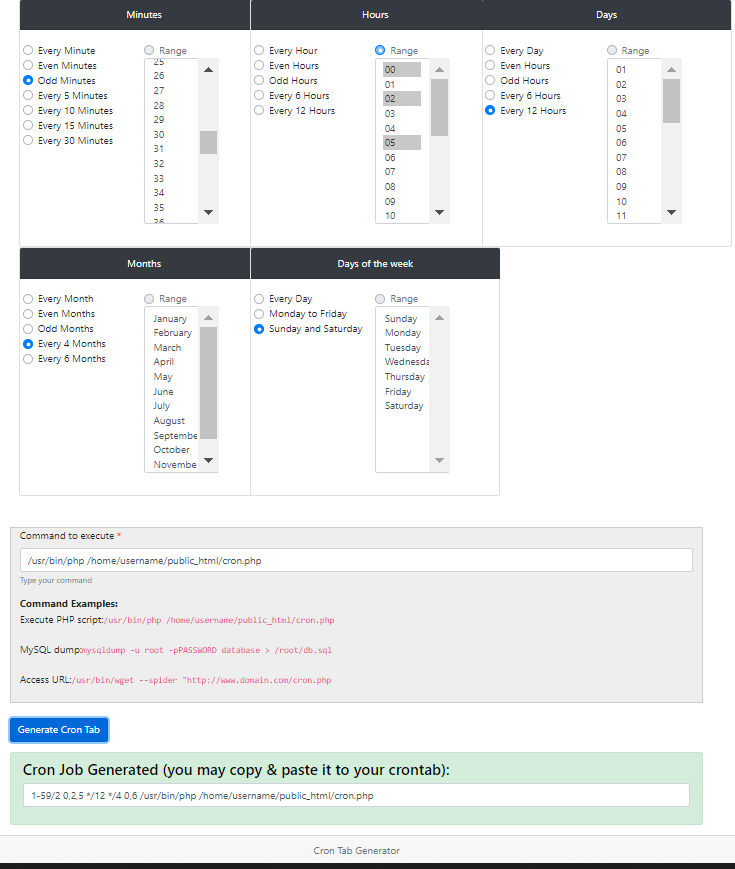 Minutes
Every Minute
Even Minutes
Odd Minutes
Every 5 Minutes
Every 10 Minutes
Every 15 Minutes
Every 30 Minutes
Range
25
26
27
28
29
30
31
32
33
34
35
36
Hours
Every Hour
Even Hours
Odd Hours
Every 6 Hours
Every 12 Hours
Range
00
01
02
03
04
05
06
07
08
09
10
Days
Every Day
Even Hours
Odd Hours
Every 6 Hours
Every 12 Hours
Range
01
02
03
04
05
06
07
08
09
10
11
Months
Every Month
Even Months
Odd Months
Every 4 Months
Every 6 Months
Range
January
February
March
April
May
June
July
August
Septembe
October
Novembe
Days of the week
Every Day
Monday to Friday
Sunday and Saturday
Range
Sunday
Monday
Tuesday
Wednesda
Thursday
Friday
Saturday
Command to execute *
/usr/bin/php /home/username/public_html/cron.php
Type your command
Command Examples:
Execute PHP script:/usr/bin/php /home/username/public_html/cron.php
MySQL dump:mysqldump -u root -pPASSWORD database > /root/db.sql
Access URL:/usr/bin/wget --spider "http://www.domain.com/cron.php
Generate Cron Tab
Cron Job Generated (you may copy & paste it to your crontab):
1-59/2 0,2,5 */12 */4 0,6 /usr/bin/php /home/username/public_html/cron.php
Cron Tab Generator